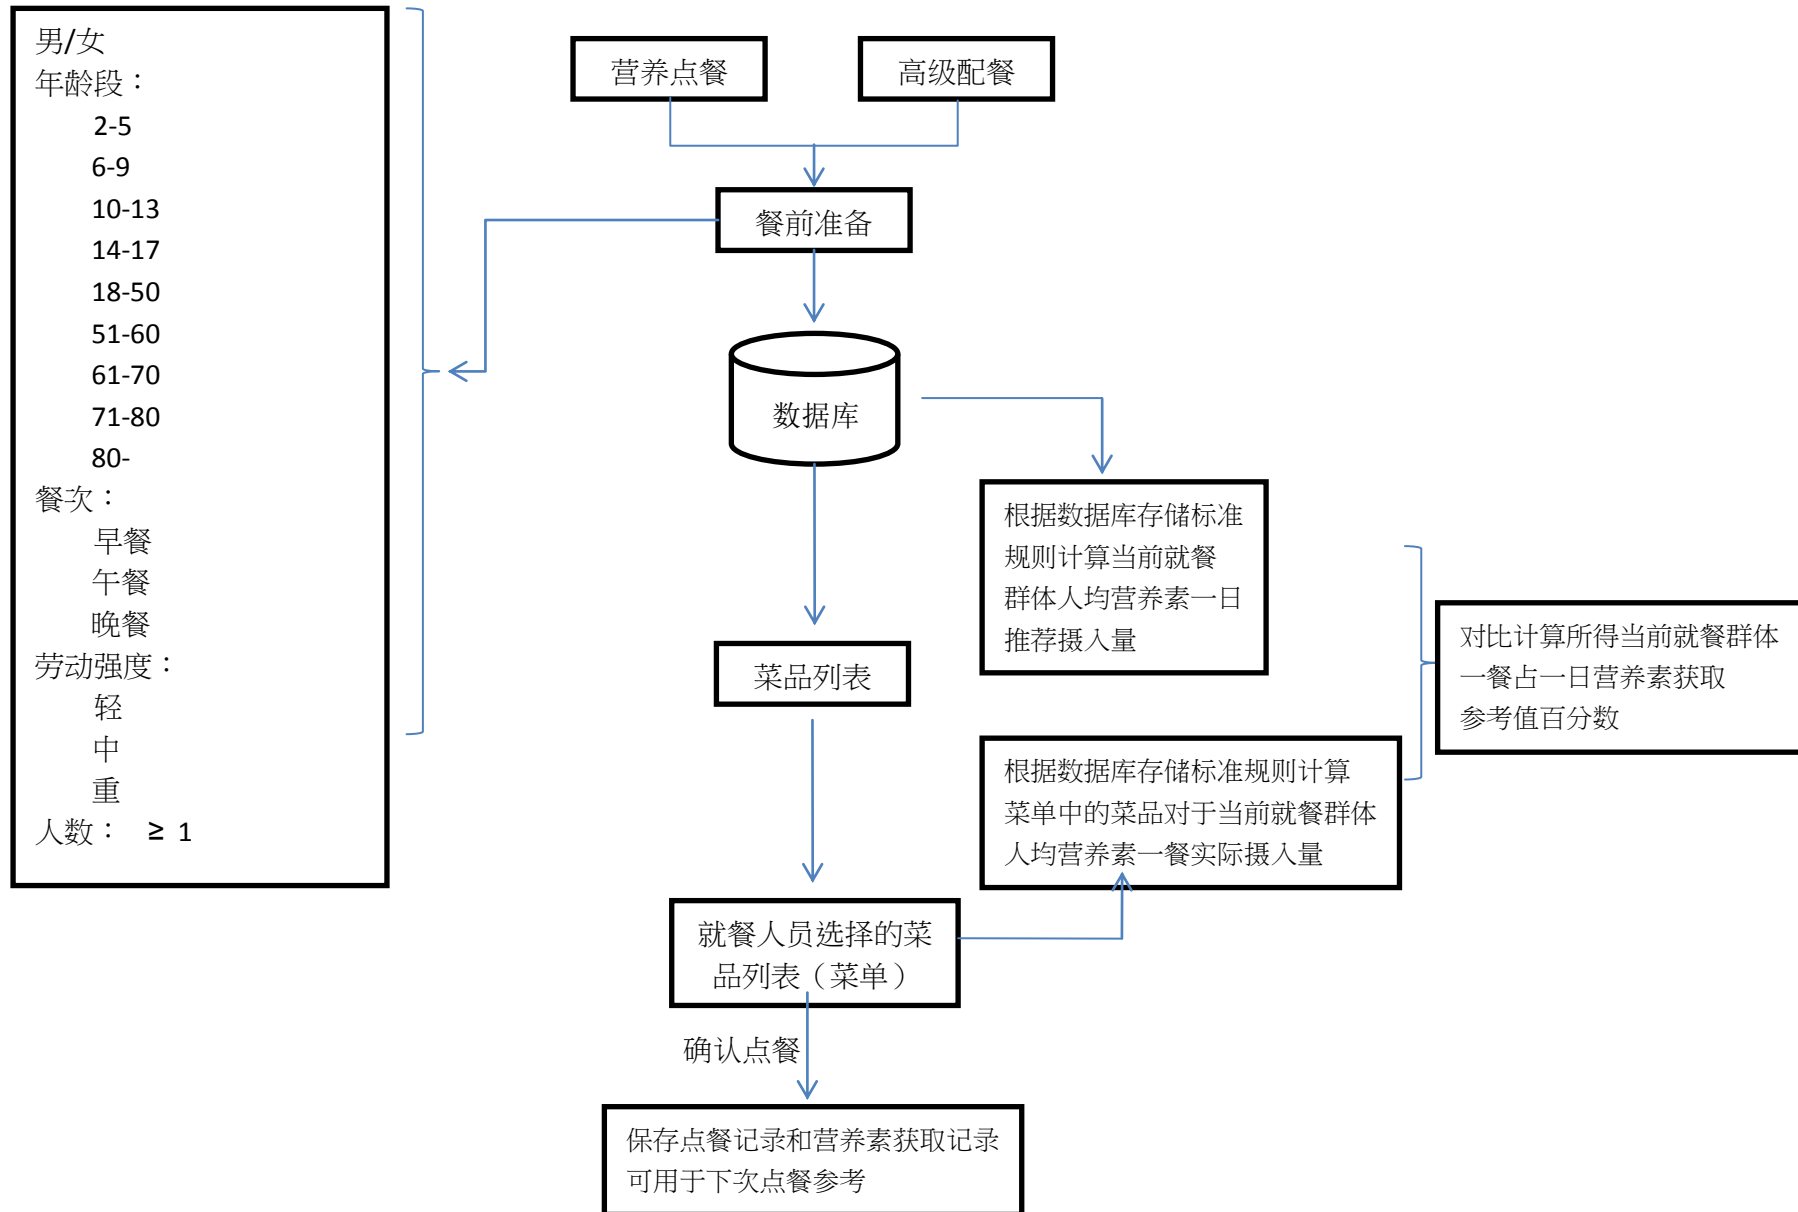 男/女
年龄段：
2-5
6-9
10-13
14-17
18-50
51-60
61-70
71-80
80-
餐次：
早餐
午餐
晚餐
劳动强度：
轻
中
重
人数： ≥ 1
营养点餐
高级配餐
餐前准备
数据库
根据数据库存储标准
规则计算当前就餐
群体人均营养素一日
推荐摄入量
菜品列表
对比计算所得当前就餐群体
一餐占一日营养素获取
参考值百分数
根据数据库存储标准规则计算
菜单中的菜品对于当前就餐群体
人均营养素一餐实际摄入量
就餐人员选择的菜
品列表（菜单）
确认点餐
保存点餐记录和营养素获取记录
可用于下次点餐参考